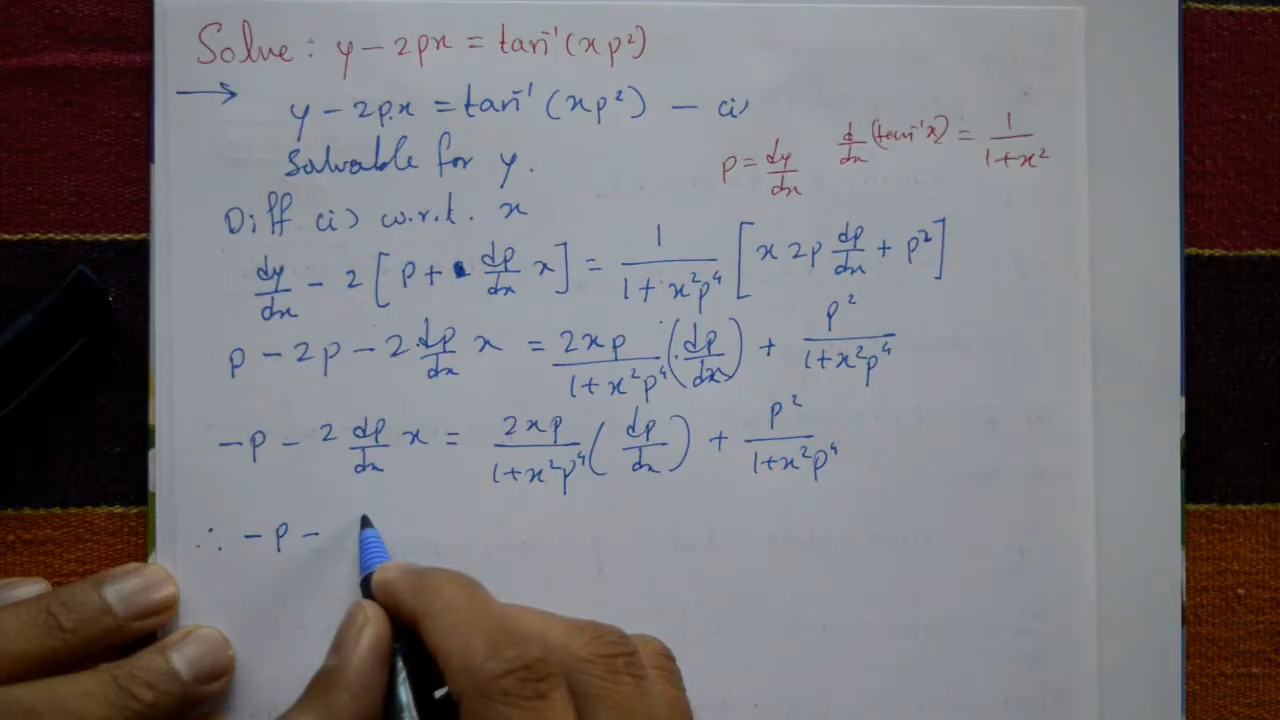 Solve: y − 2px = tan⁻¹(xp²)
→ y − 2px = tan⁻¹(xp²) − (i)
Solvable for y.
p = dy/dx d/dx (tan⁻¹x) = 1/1+x²
Diff (i) w.r.t. x
dy/dx − 2[p + dp/dx x] = 1/1+x²p⁴ [x 2p dp/dx + p²]
p − 2p − 2 dp/dx x = 2xp/1+x²p⁴ (dp/dx) + p²/1+x²p⁴
−p − 2 dp/dx x = 2xp/1+x²p⁴ (dp/dx) + p²/1+x²p⁴
∴ −p −